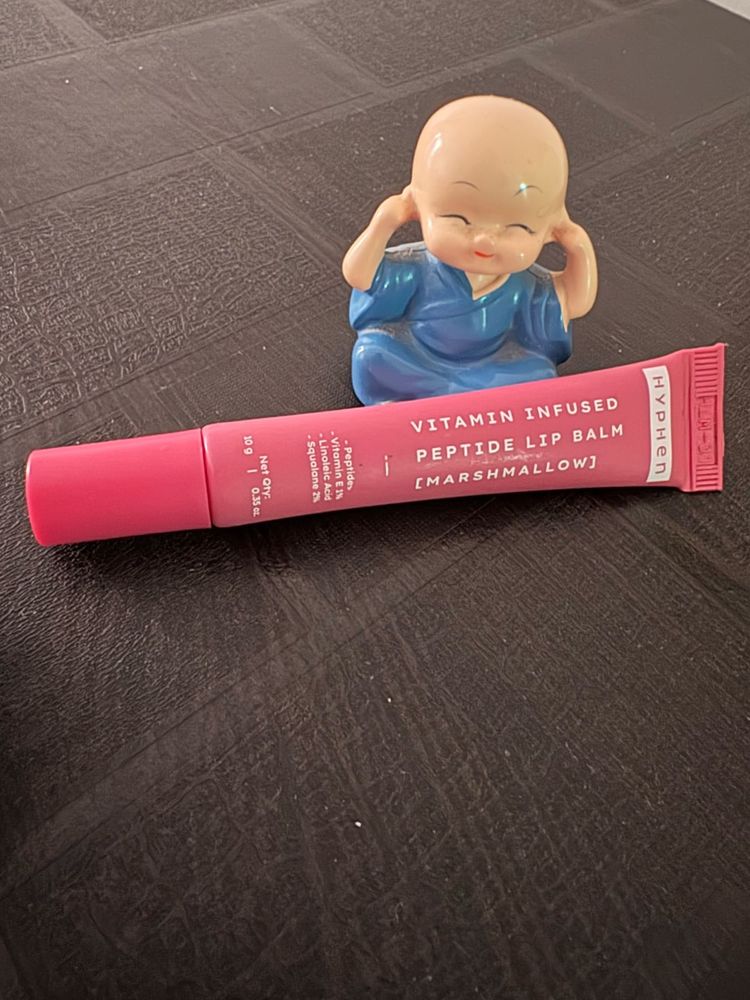 VITAMIN INFUSED
PEPTIDE LIP BALM
[MARSHMALLOW]
HYPHEN
- Peptides
- Vitamin E 1%
- Linoleic Acid
- Squalane 2%
Net Qty:
10 g | 0.35 oz.